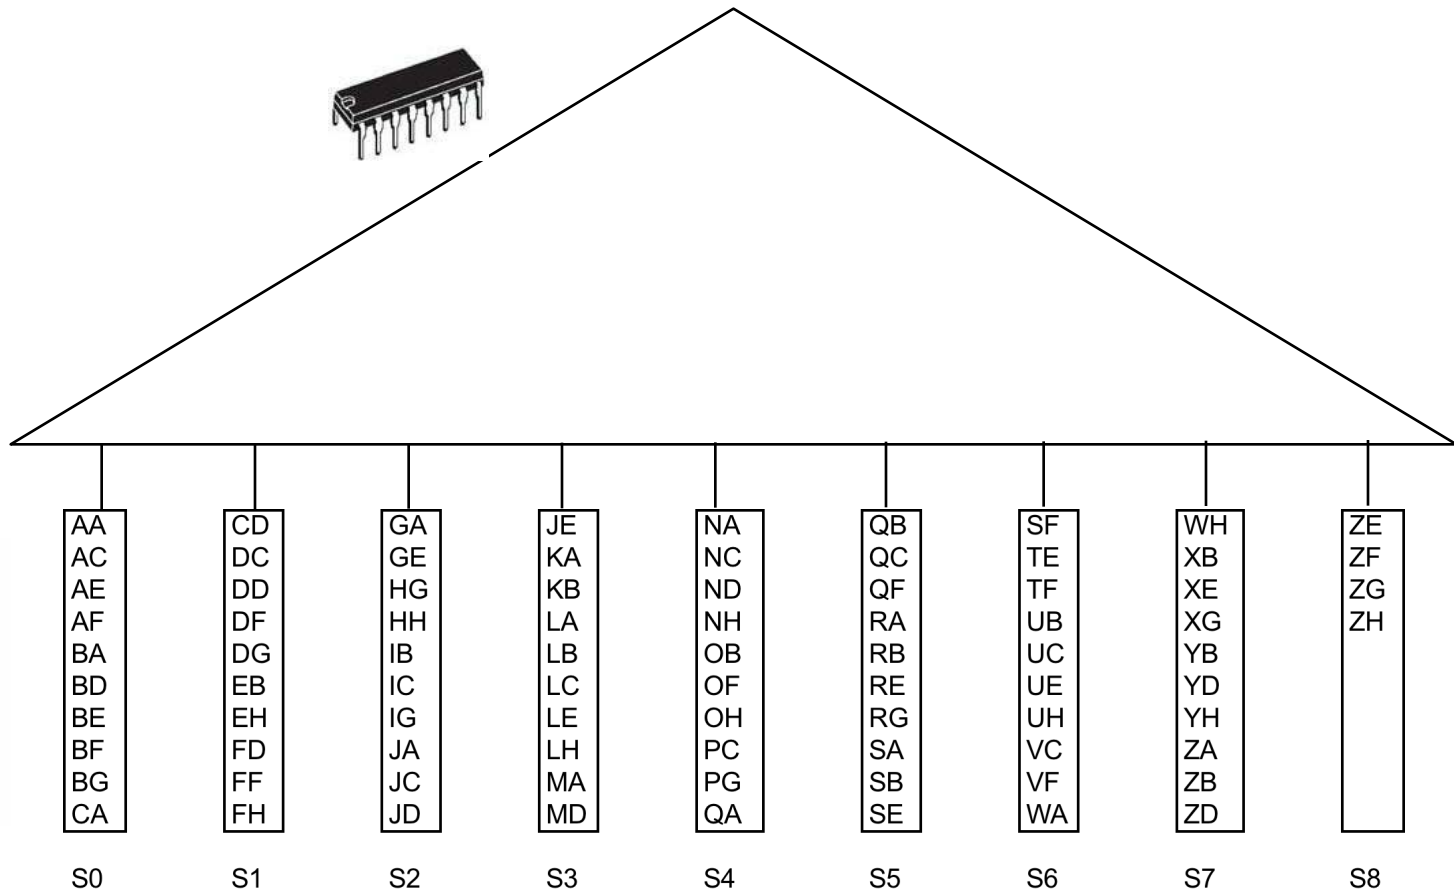 AA
AC
AE
AF
BA
BD
BE
BF
BG
CA
S0
CD
DC
DD
DF
DG
EB
EH
FD
FF
FH
S1
GA
GE
HG
HH
IB
IC
IG
JA
JC
JD
S2
JE
KA
KB
LA
LB
LC
LE
LH
MA
MD
S3
NA
NC
ND
NH
OB
OF
OH
PC
PG
QA
S4
QB
QC
QF
RA
RB
RE
RG
SA
SB
SE
S5
SF
TE
TF
UB
UC
UE
UH
VC
VF
WA
S6
WH
XB
XE
XG
YB
YD
YH
ZA
ZB
ZD
S7
ZE
ZF
ZG
ZH
S8